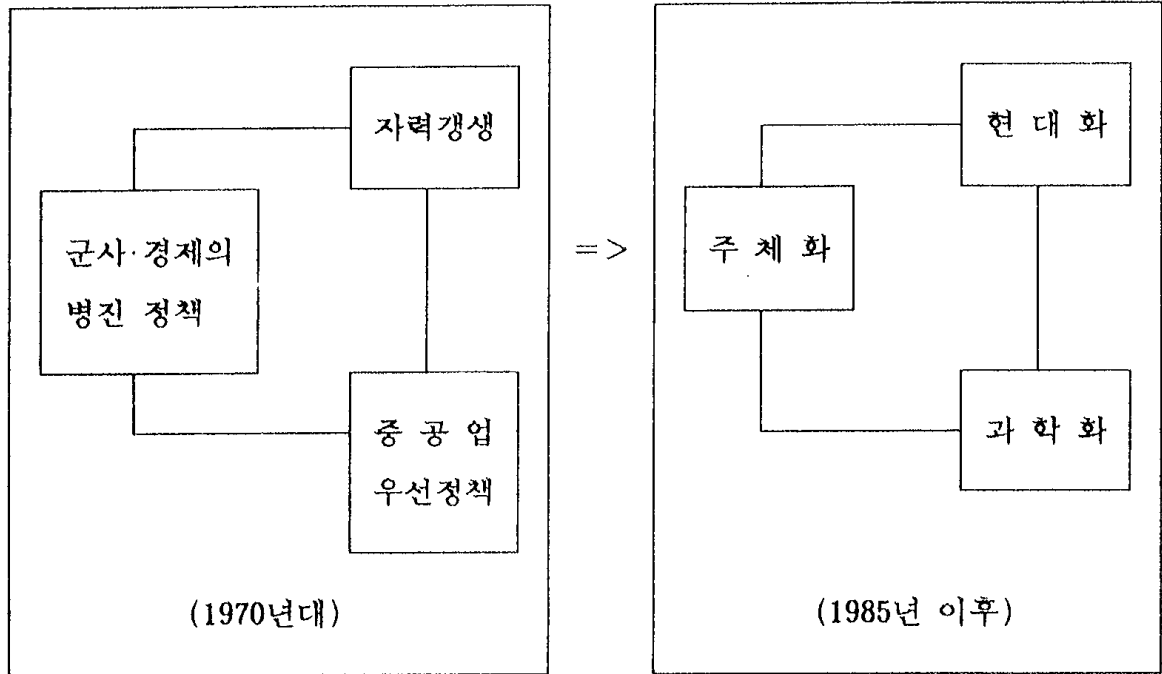 자력갱생
군사·경제의
병진 정책
중 공 업
우선정책
(1970년대)
=>
현 대 화
주 체 화
과 학 화
(1985년 이후)